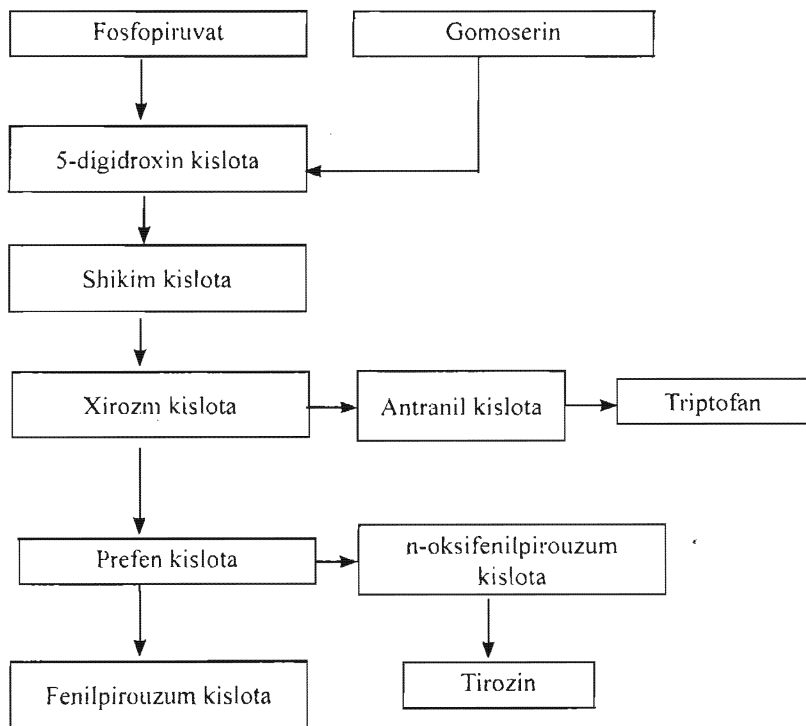 Fosfopiruvat
Gomoserin
5-digidroxin kislota
Shikim kislota
Xirozm kislota
Antranil kislota
Triptofan
Prefen kislota
n-oksifenilpirouzum
kislota
Fenilpirouzum kislota
Tirozin